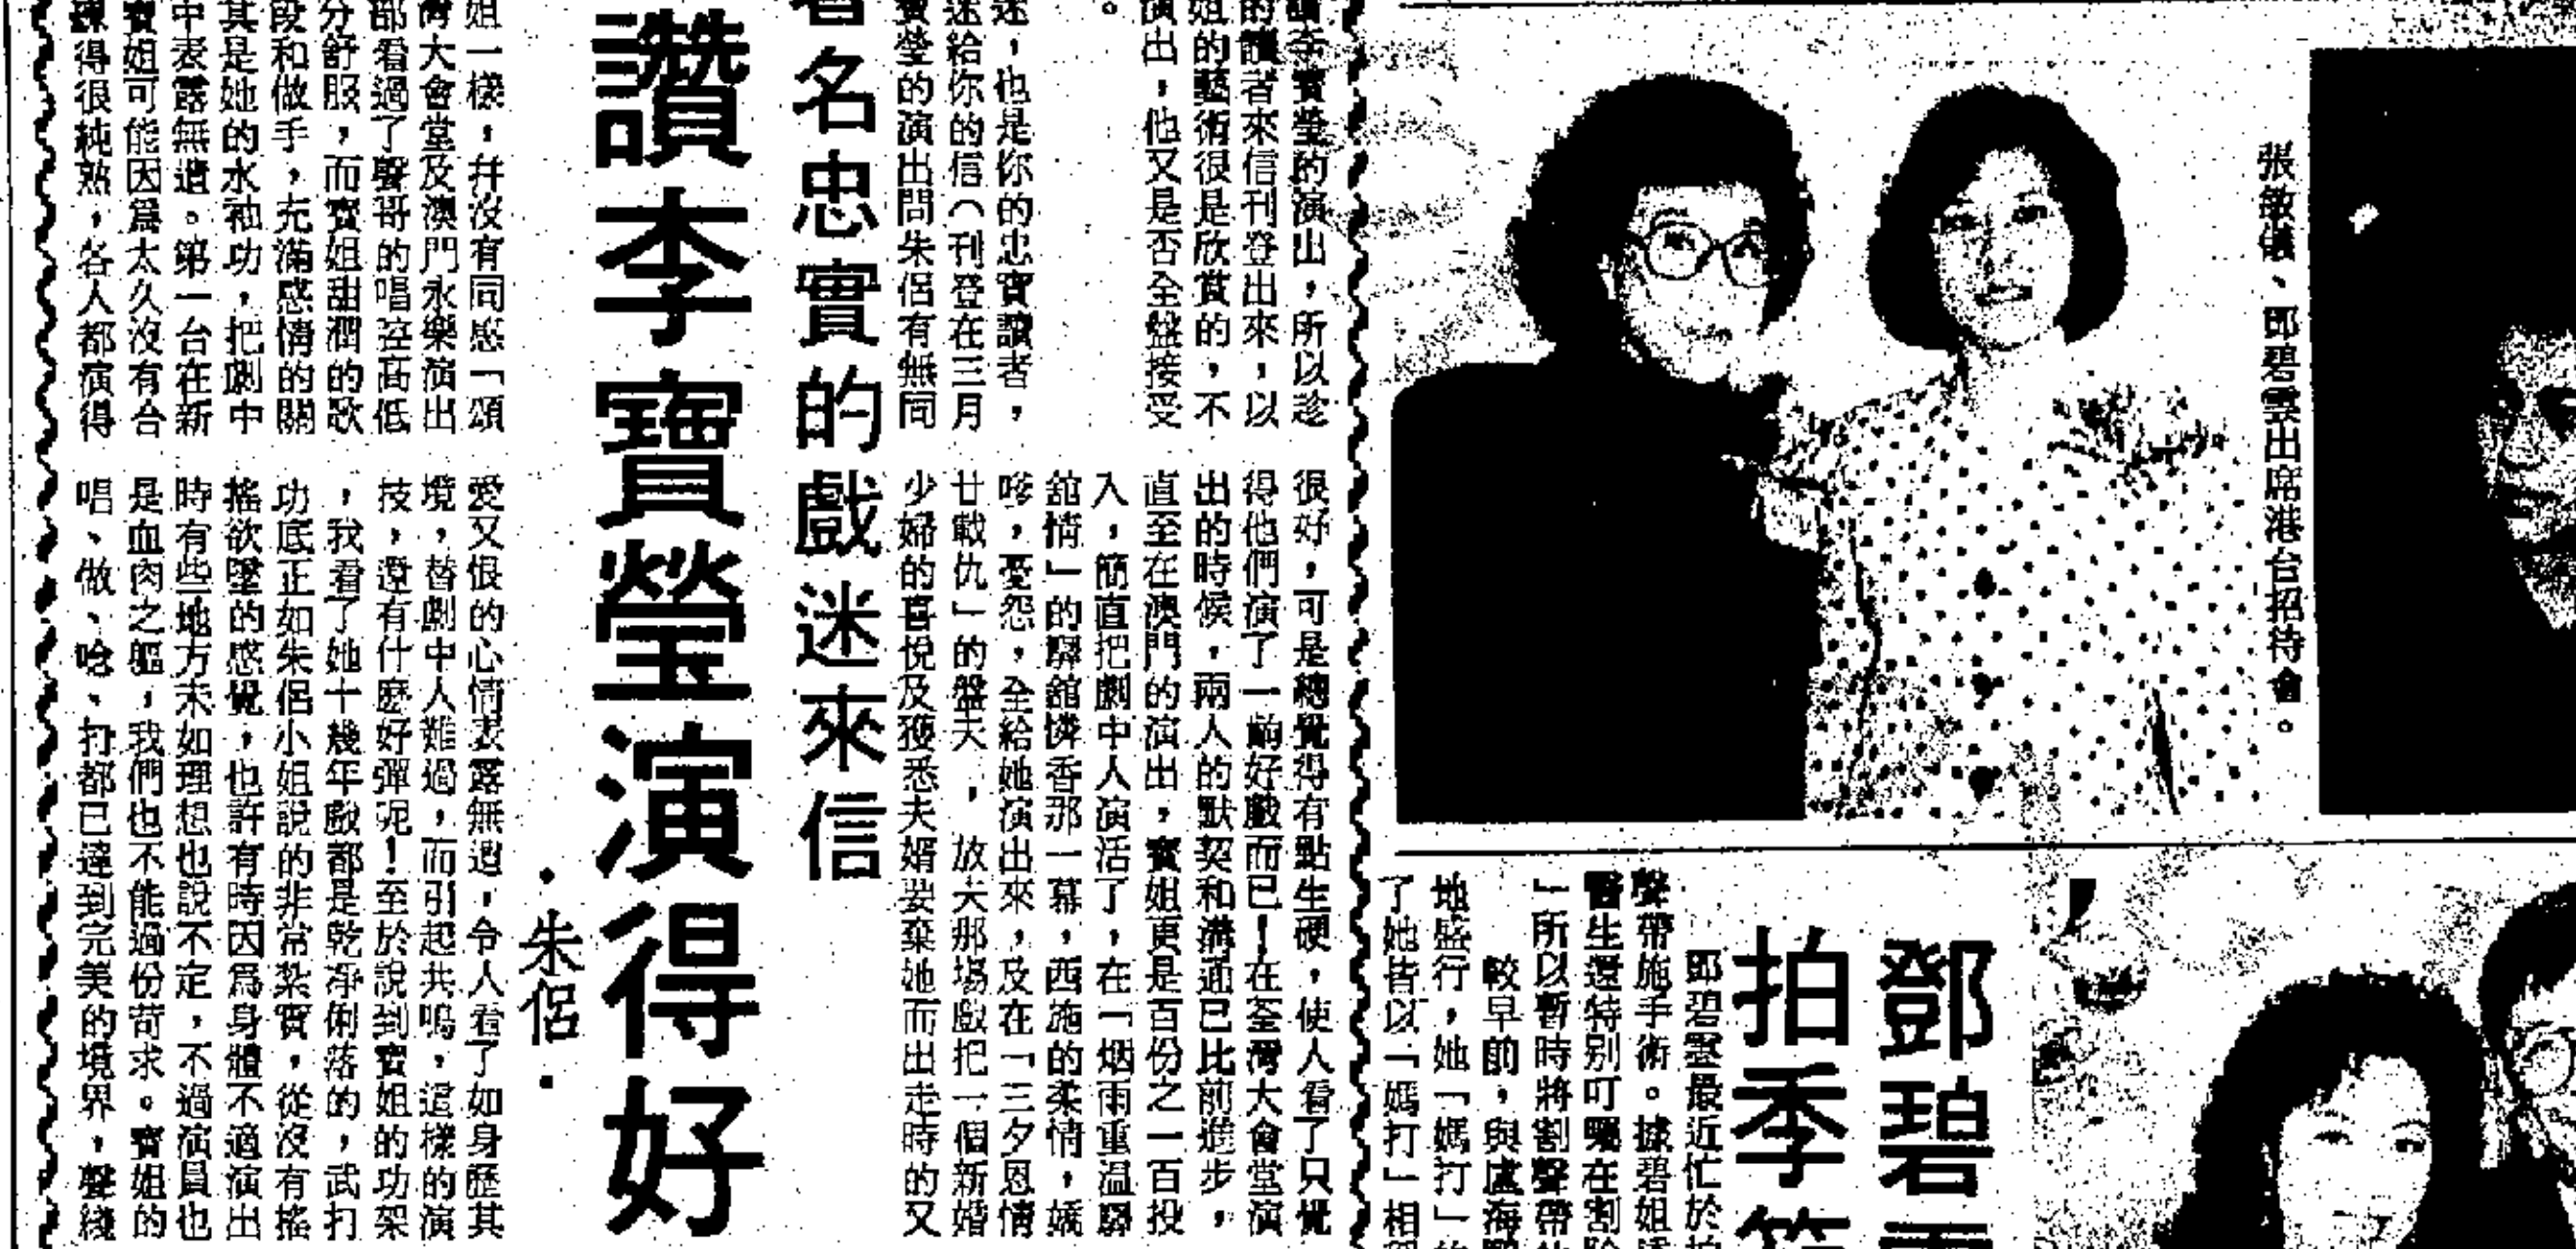 名忠實的戲迷來信
讚李寶瑩演得好
·朱侶·
李寶瑩的演出，所以趁
的讀者來信刊登出來，以
姐的藝術很是欣賞的，不
演出，他又是否全盤接受
。
迷，也是你的忠實讀者，
迷給你的信（刊登在三月
寶瑩的演出問朱侶有無同
姐一樣，幷沒有同感「頌
灣大會堂及澳門永樂演出
部看過了聲哥的唱控高低
分舒服，而寶姐甜潤的歌
段和做手，充滿感情的關
其是她的水袖功，把劇中
中表露無遺。第一台在新
寶姐可能因爲太久沒有台
得很純熟，各人都演得
很好，可是總覺得有點生硬，使人看了只覺
得他們演了一齣好戲而已！在荃灣大會堂演
出的時候，兩人的默契和溝通已比前進步，
直至在澳門的演出，寶姐更是百份之一百投
入，簡直把劇中人演活了，在「烟雨重温驛
舘情」的驛舘憐香那一幕，西施的柔情，嬌
嗲，憂怨，全給她演出來，及在「三夕恩情
廿載仇」的盤夫，放夫那場戲把一個新婚
少婦的喜悅及獲悉夫婿要棄她而出走時的又
愛又恨的心情表露無遺，令人看了如身歷其
境，替劇中人難過，而引起共鳴，這樣的演
技，還有什麽好彈呢！至於說到寶姐的功架
，我看了她十幾年戲都是乾凈俐落的，武打
功底正如朱侶小姐說的非常紮實，從沒有搖
搖欲墜的感覺，也許有時因爲身體不適演出
時有些地方未如理想也說不定，不過演員也
是血肉之軀，我們也不能過份苛求。寶姐的
唱、做、唸、打都已達到完美的境界，聲綫
張敏儀、鄧碧雲出席港台招待會。
鄧碧
拍季
鄧碧雲最近忙於
聲帶施手術。據碧姐
醫生還特别叮囑在割
」所以暫時將割聲帶
較早前，與盧海
地盛行，她「媽打」
了她皆以「媽打」相